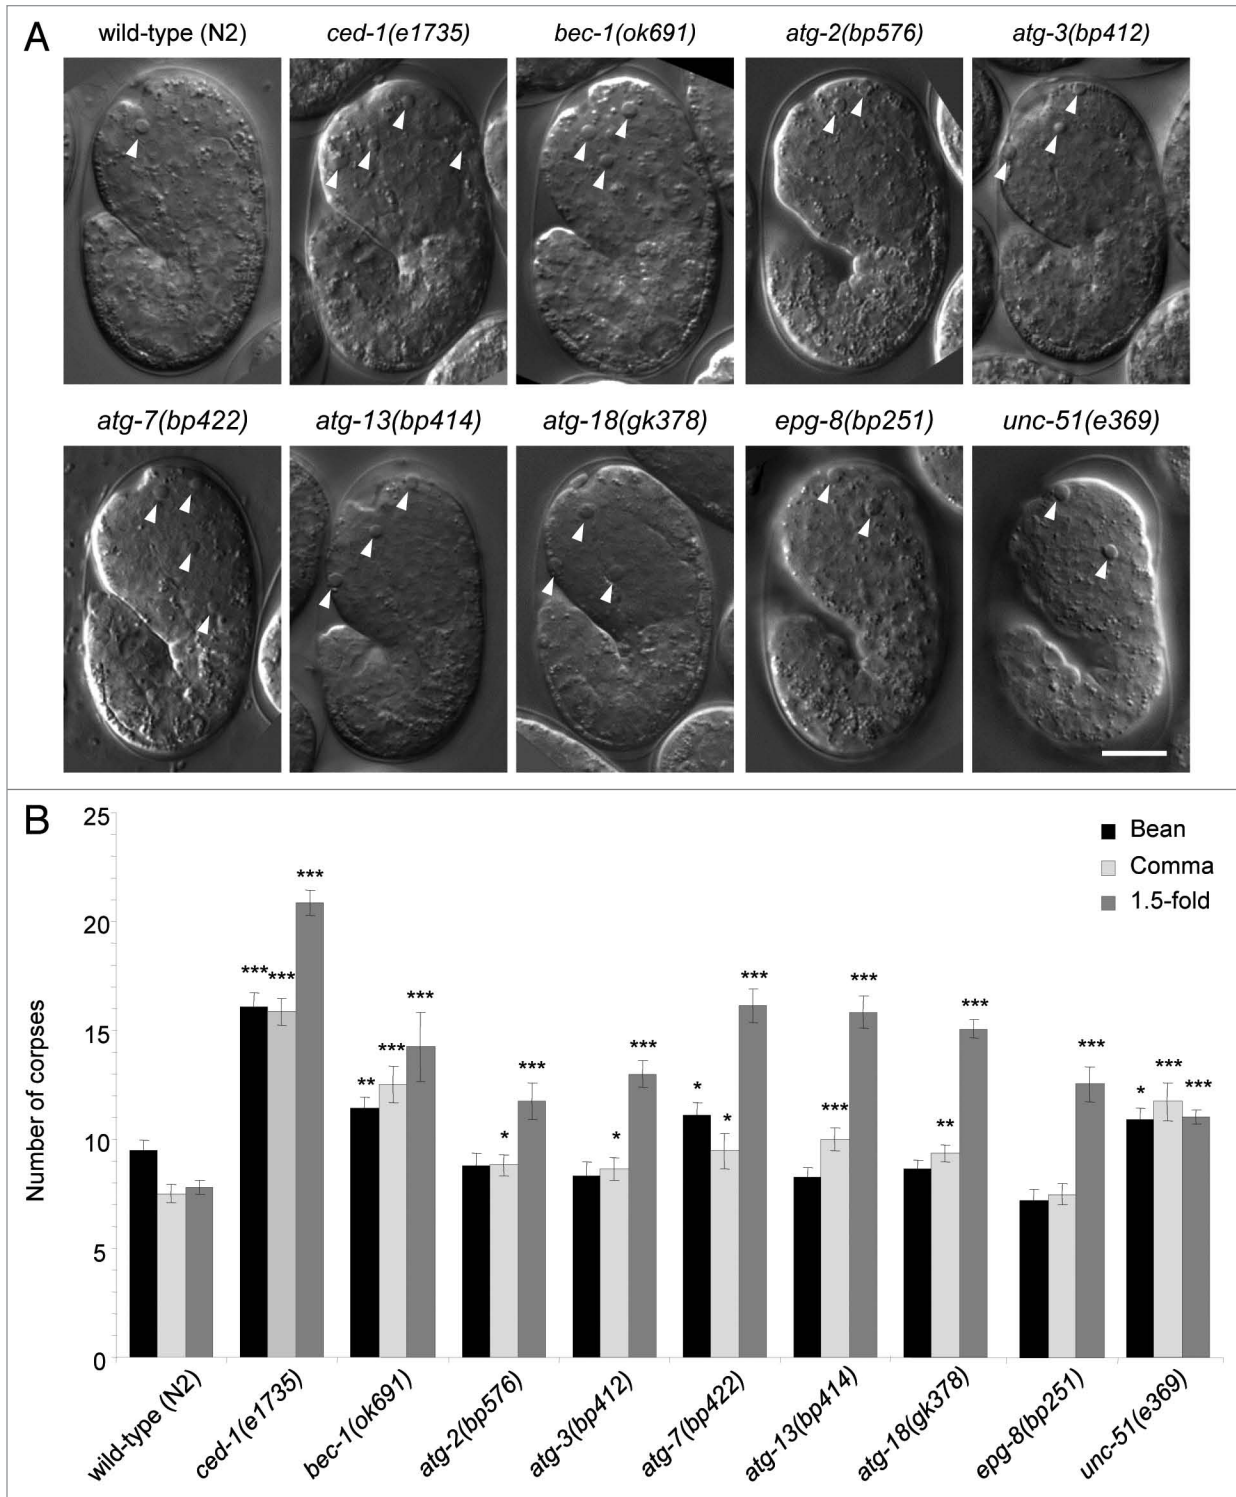 A
wild-type (N2) ced-1(e1735) bec-1(ok691) atg-2(bp576) atg-3(bp412)
atg-7(bp422) atg-13(bp414) atg-18(gk378) epg-8(bp251) unc-51(e369)
B
Number of corpses
25
20
15
10
5
0
Bean
Comma
1.5-fold
*** *** ***
** *** ***
* ***
* ***
* * ***
*** ***
** ***
***
* *** ***
wild-type (N2)
ced-1(e1735)
bec-1(ok691)
atg-2(bp576)
atg-3(bp412)
atg-7(bp422)
atg-13(bp414)
atg-18(gk378)
epg-8(bp251)
unc-51(e369)